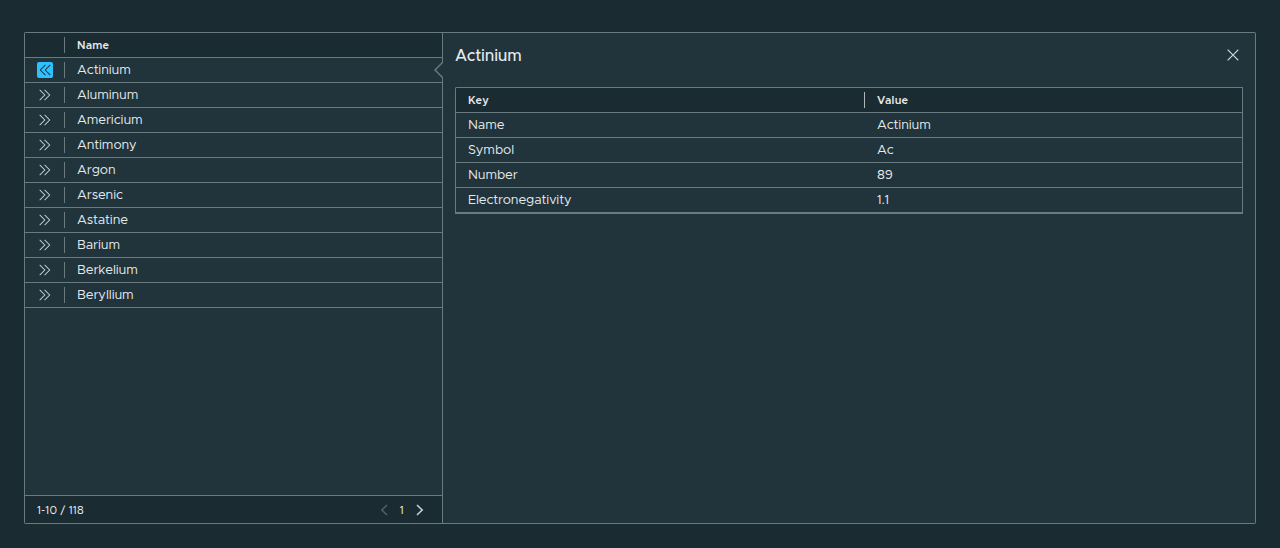 Name
Actinium
Aluminum
Americium
Antimony
Argon
Arsenic
Astatine
Barium
Berkelium
Beryllium
1-10 / 118
1
Actinium
Key Value
Name Actinium
Symbol Ac
Number 89
Electronegativity 1.1